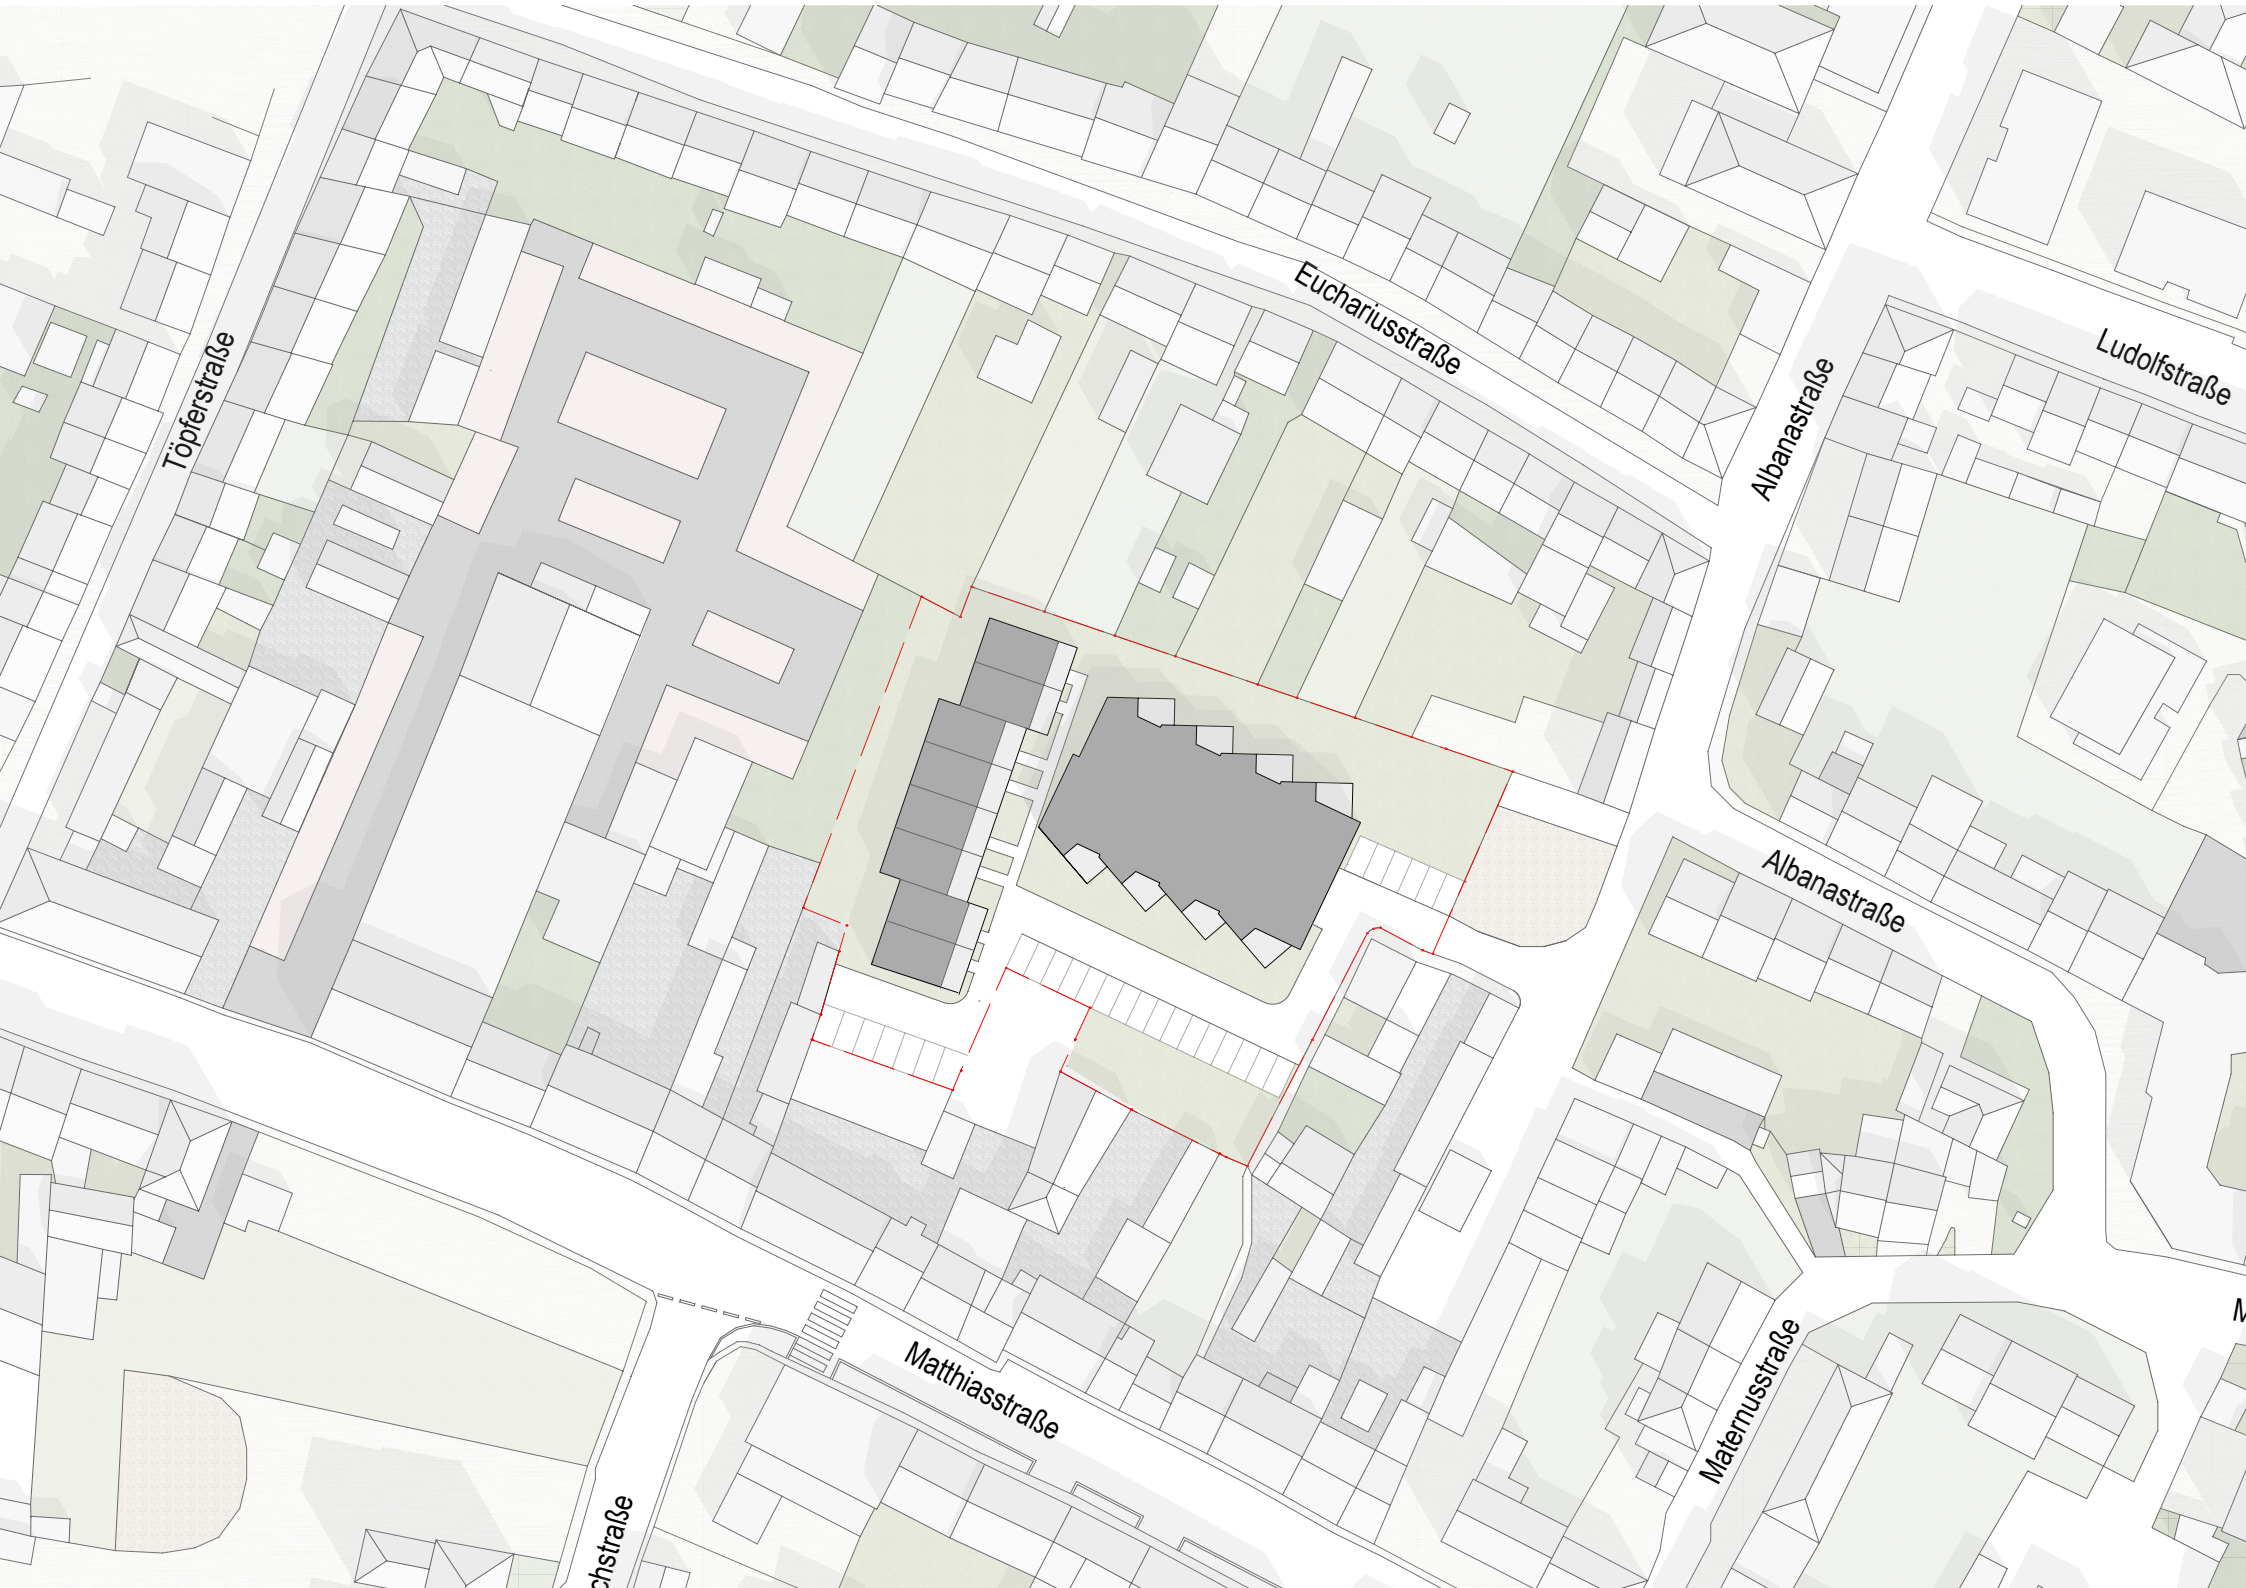 Euchariusstraße
Ludolfstraße
Töpferstraße
Albanastraße
Albanastraße
Matthiasstraße
Maternusstraße
chstraße
M